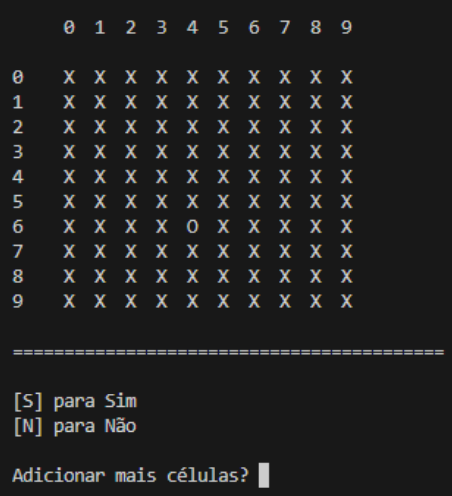 0 1 2 3 4 5 6 7 8 9
0 X X X X X X X X X X
1 X X X X X X X X X X
2 X X X X X X X X X X
3 X X X X X X X X X X
4 X X X X X X X X X X
5 X X X X X X X X X X
6 X X X X O X X X X X
7 X X X X X X X X X X
8 X X X X X X X X X X
9 X X X X X X X X X X
==========================================
[S] para Sim
[N] para Não
Adicionar mais células?